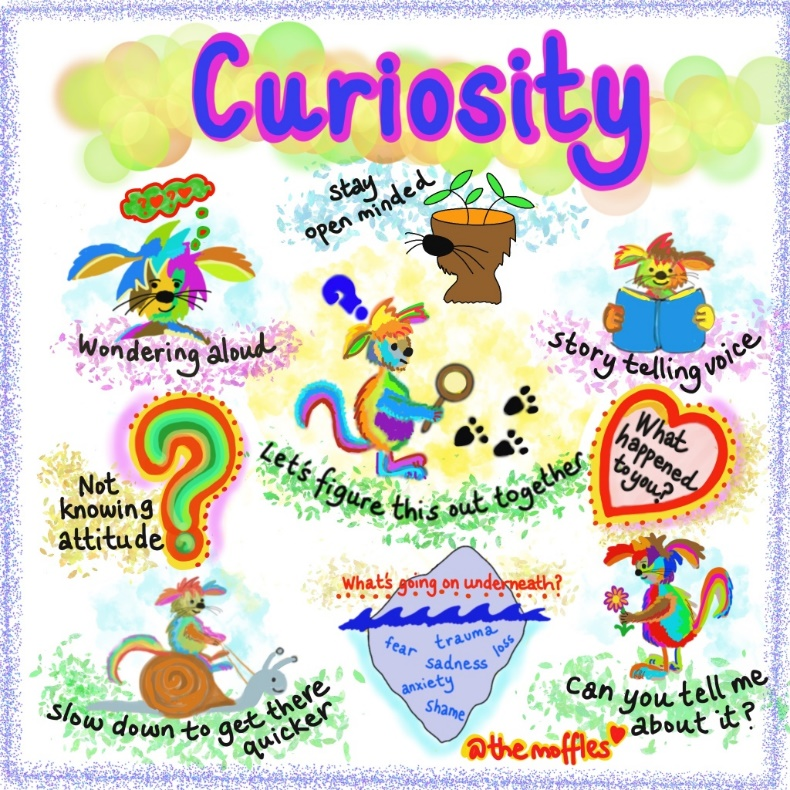 Curiosity
stay
open minded
Wondering aloud
story telling voice
Let's figure this out together
What
happened
to you?
Not
knowing
attitude
What's going on underneath?
fear trauma loss
sadness
anxiety
shame
slow down to get there
quicker
Can you tell me
about it?
@themoffles